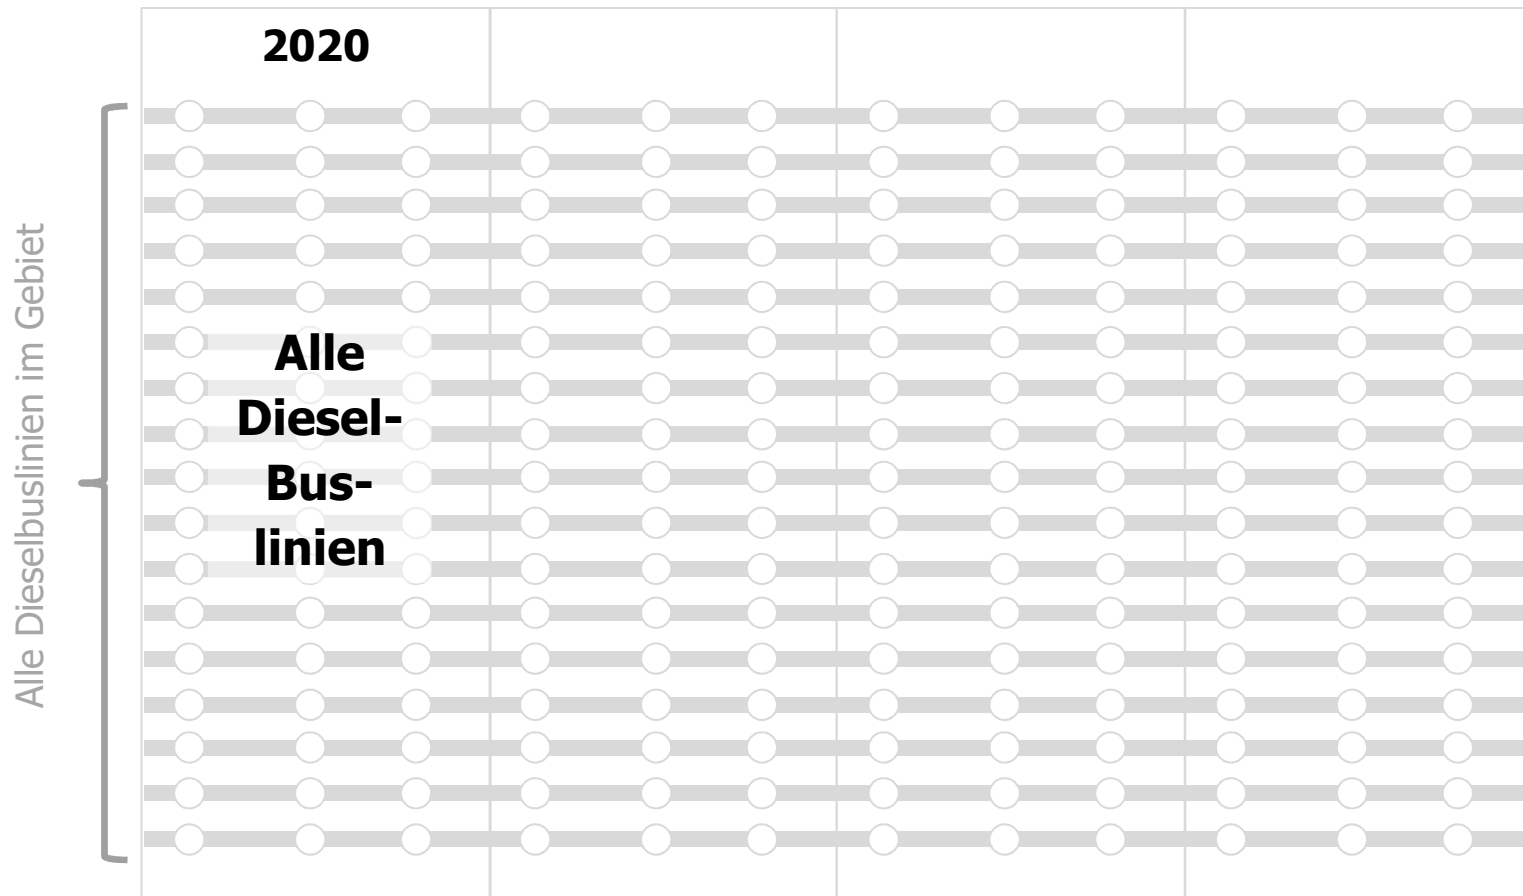 2020
Alle Dieselbuslinien im Gebiet
Alle
Diesel-
Bus-
linien